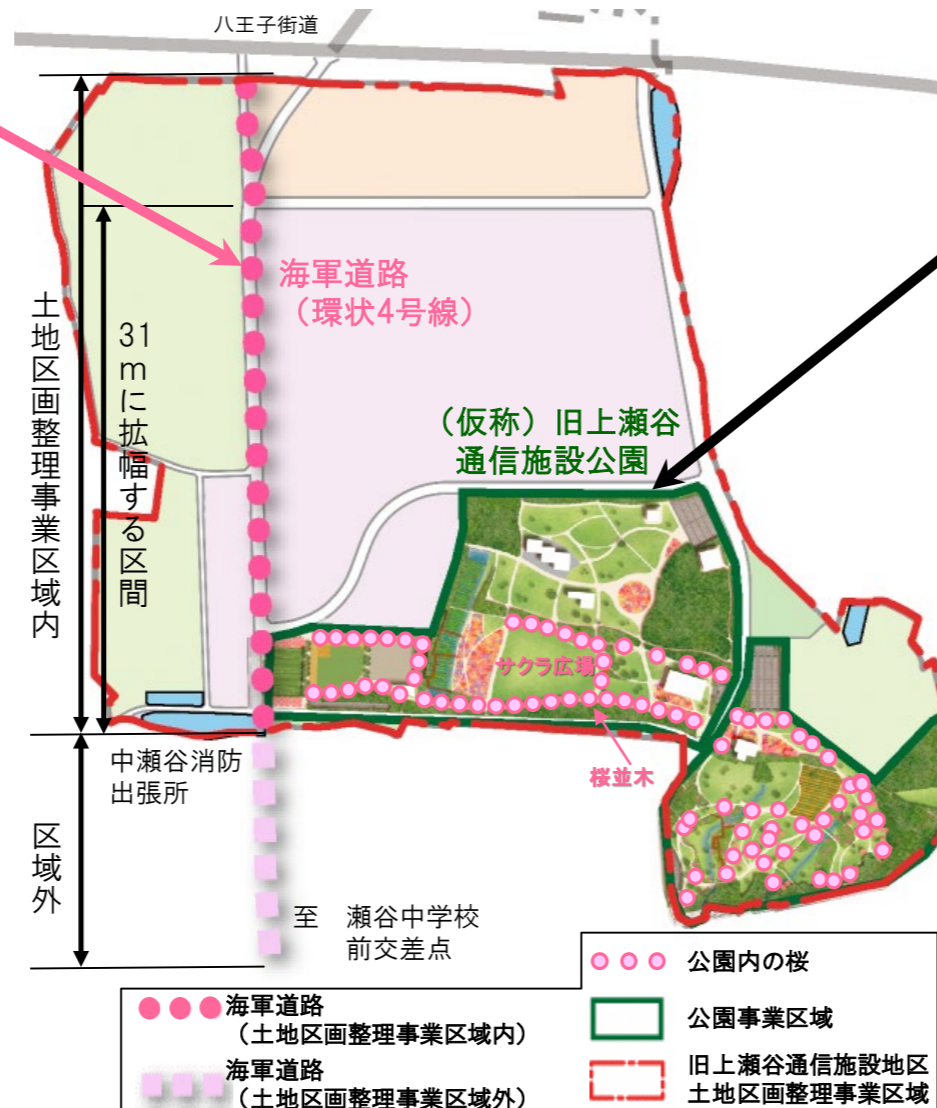 八王子街道
海軍道路
（環状4号線）
土地区画整理事業区域内
31mに拡幅する区間
（仮称）旧上瀬谷
通信施設公園
サクラ広場
桜並木
中瀬谷消防
出張所
区域外
至 瀬谷中学校
前交差点
海軍道路
（土地区画整理事業区域内）
海軍道路
（土地区画整理事業区域外）
公園内の桜
公園事業区域
旧上瀬谷通信施設地区
土地区画整理事業区域